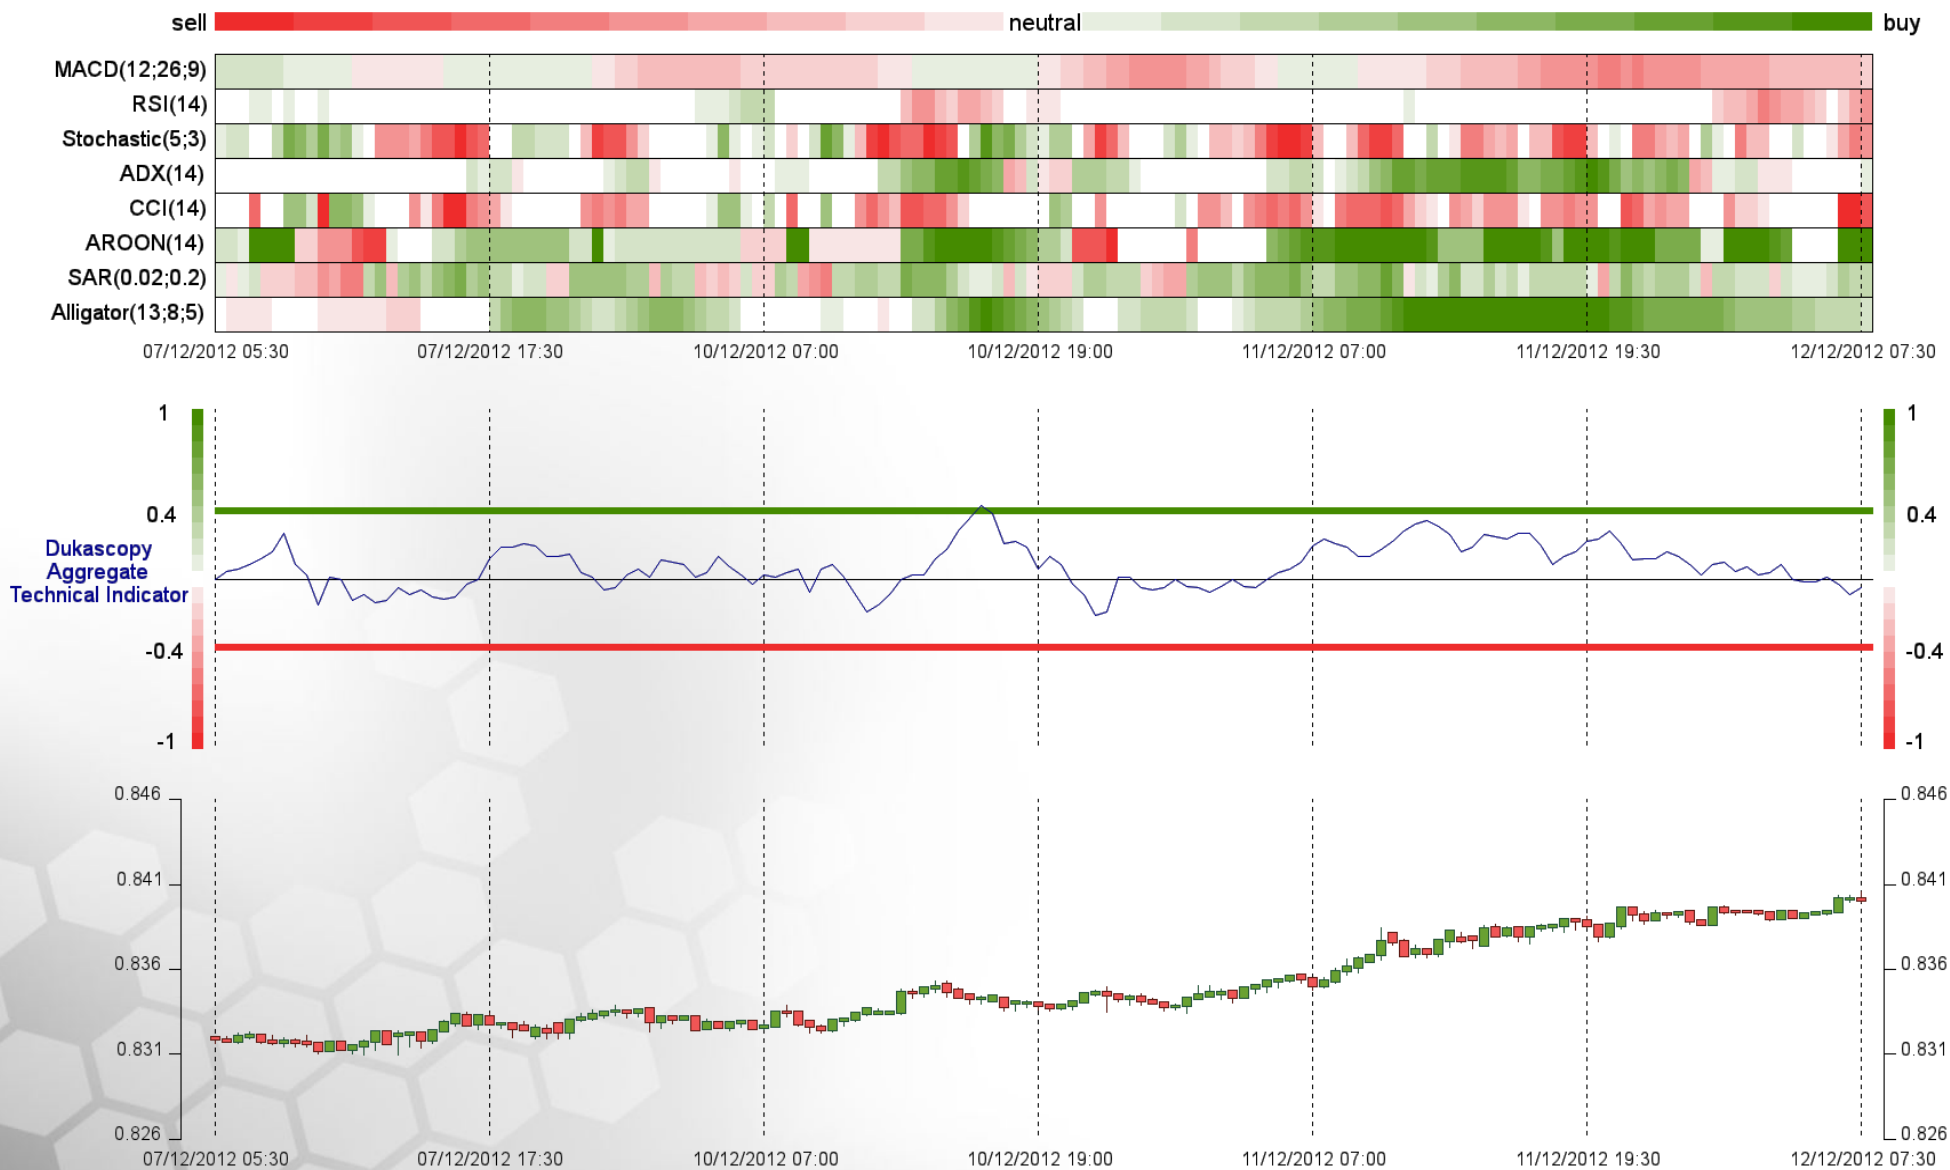 sell neutral buy
MACD(12;26;9)
RSI(14)
Stochastic(5;3)
ADX(14)
CCI(14)
AROON(14)
SAR(0.02;0.2)
Alligator(13;8;5)
07/12/2012 05:30 07/12/2012 17:30 10/12/2012 07:00 10/12/2012 19:00 11/12/2012 07:00 11/12/2012 19:30 12/12/2012 07:30
1 1
0.4 0.4
Dukascopy
Aggregate
Technical Indicator
-0.4 -0.4
-1 -1
0.846 0.846
0.841 0.841
0.836 0.836
0.831 0.831
0.826 0.826
07/12/2012 05:30 07/12/2012 17:30 10/12/2012 07:00 10/12/2012 19:00 11/12/2012 07:00 11/12/2012 19:30 12/12/2012 07:30